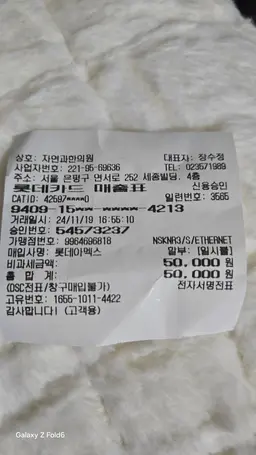 상호: 자연과한의원 대표자: 장수정
사업자번호: 221-95-69636 TEL: 023571989
주소: 서울 은평구 연서로 252 세종빌딩, 4층
롯데카드 매출표 신용승인
CATID: 42597****0 일련번호: 3565
9409-15**-****-4213
거래일시: 24/11/19 16:55:10
승인번호: 54573237
가맹점번호: 9964696818 NSKNR3/S/ETHERNET
매입사명: 롯데아멕스 할부: [일시불]
비과세금액: 50,000 원
총 합 계: 50,000 원
(DSC전표/창구매입불가) 전자서명전표
고유번호: 1655-1011-4422
감사합니다! (고객용)
Galaxy Z Fold6